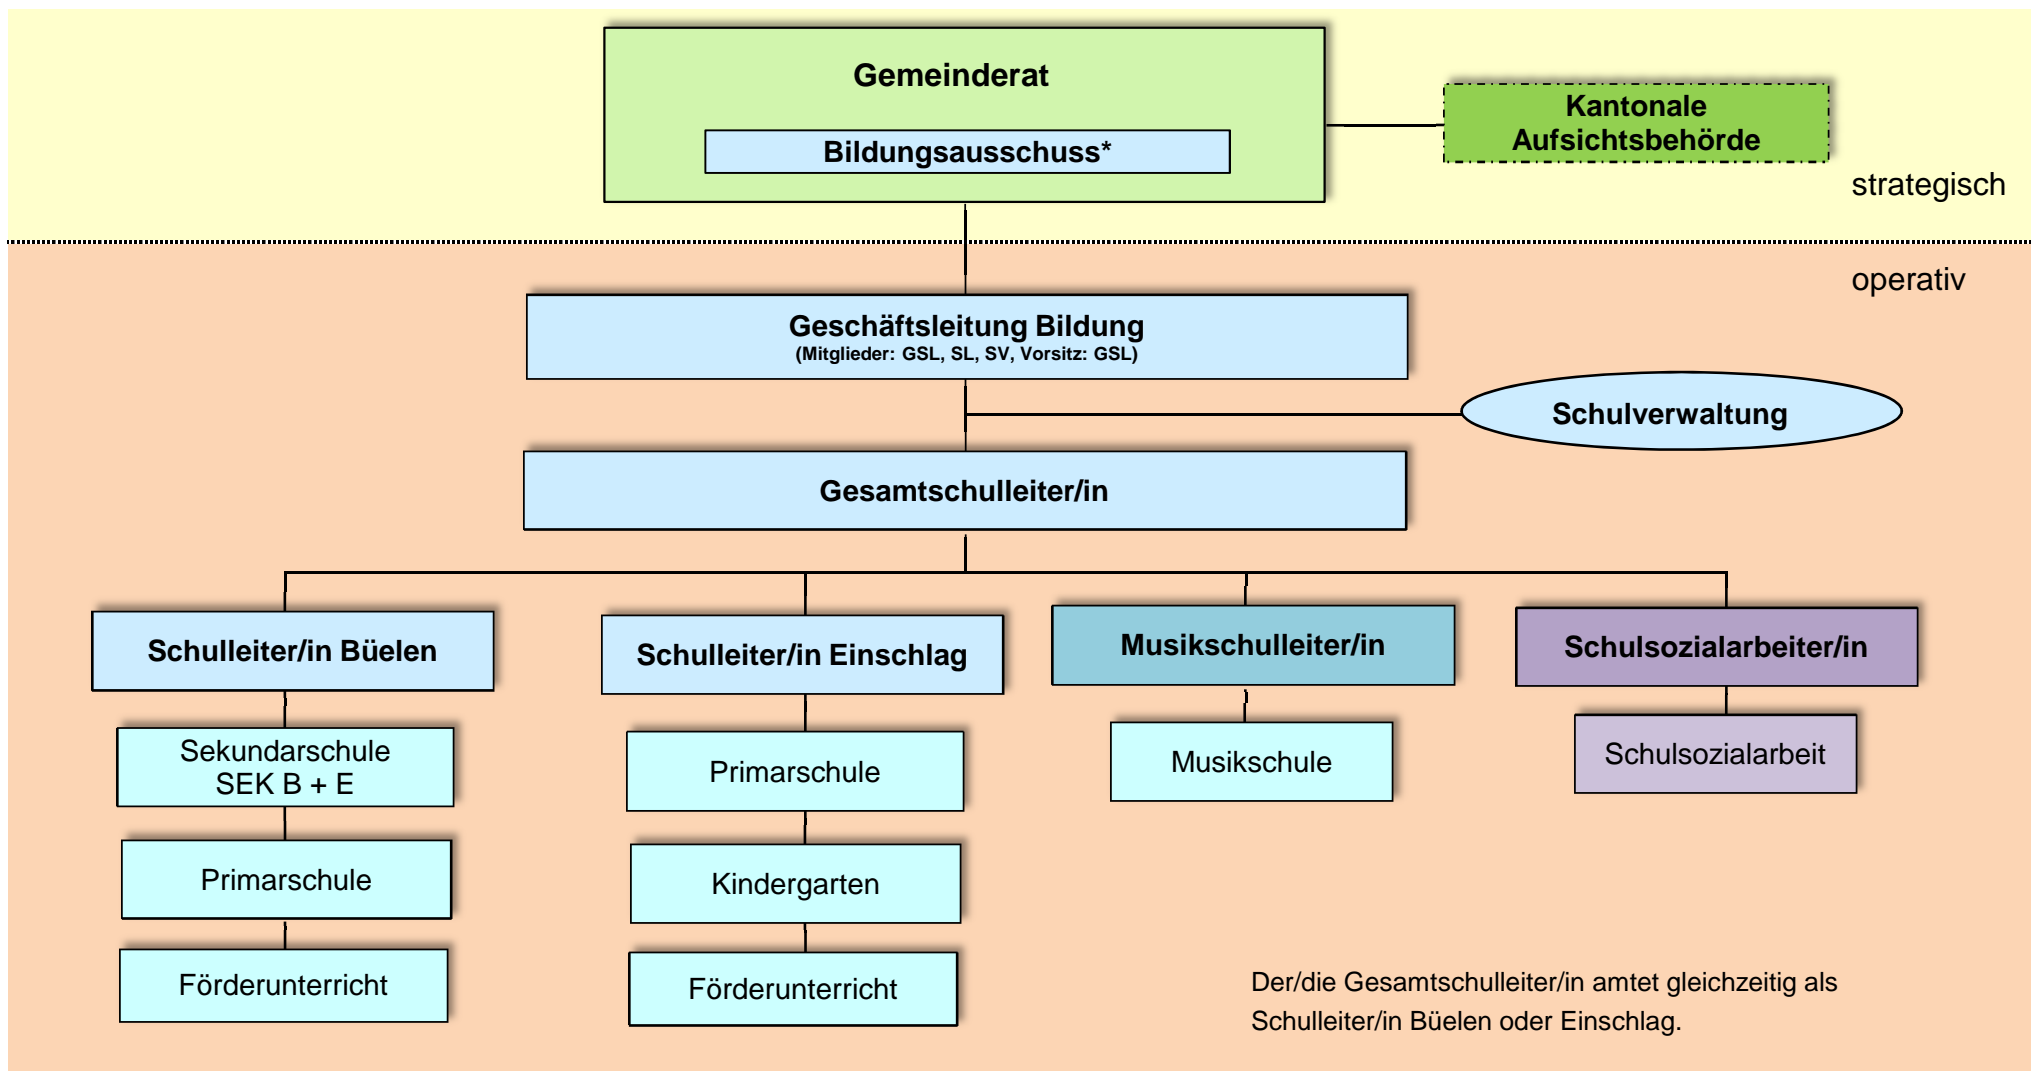 Gemeinderat
Bildungsausschuss*
Kantonale
Aufsichtsbehörde
strategisch
operativ
Geschäftsleitung Bildung
(Mitglieder: GSL, SL, SV, Vorsitz: GSL)
Schulverwaltung
Gesamtschulleiter/in
Schulleiter/in Büelen
Schulleiter/in Einschlag
Musikschulleiter/in
Schulsozialarbeiter/in
Sekundarschule
SEK B + E
Primarschule
Musikschule
Schulsozialarbeit
Primarschule
Kindergarten
Förderunterricht
Förderunterricht
Der/die Gesamtschulleiter/in amtet gleichzeitig als
Schulleiter/in Büelen oder Einschlag.